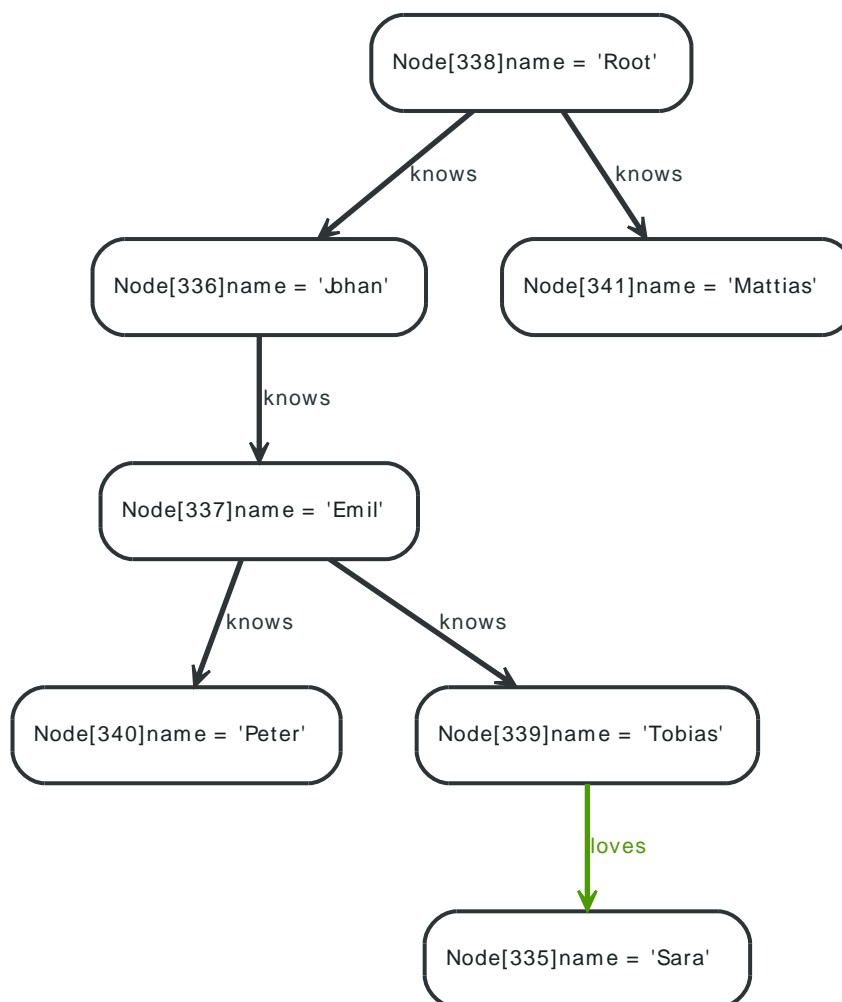 Node[338]name = 'Root'
knows
knows
Node[336]name = 'Johan'
Node[341]name = 'Mattias'
knows
Node[337]name = 'Emil'
knows
knows
Node[340]name = 'Peter'
Node[339]name = 'Tobias'
loves
Node[335]name = 'Sara'